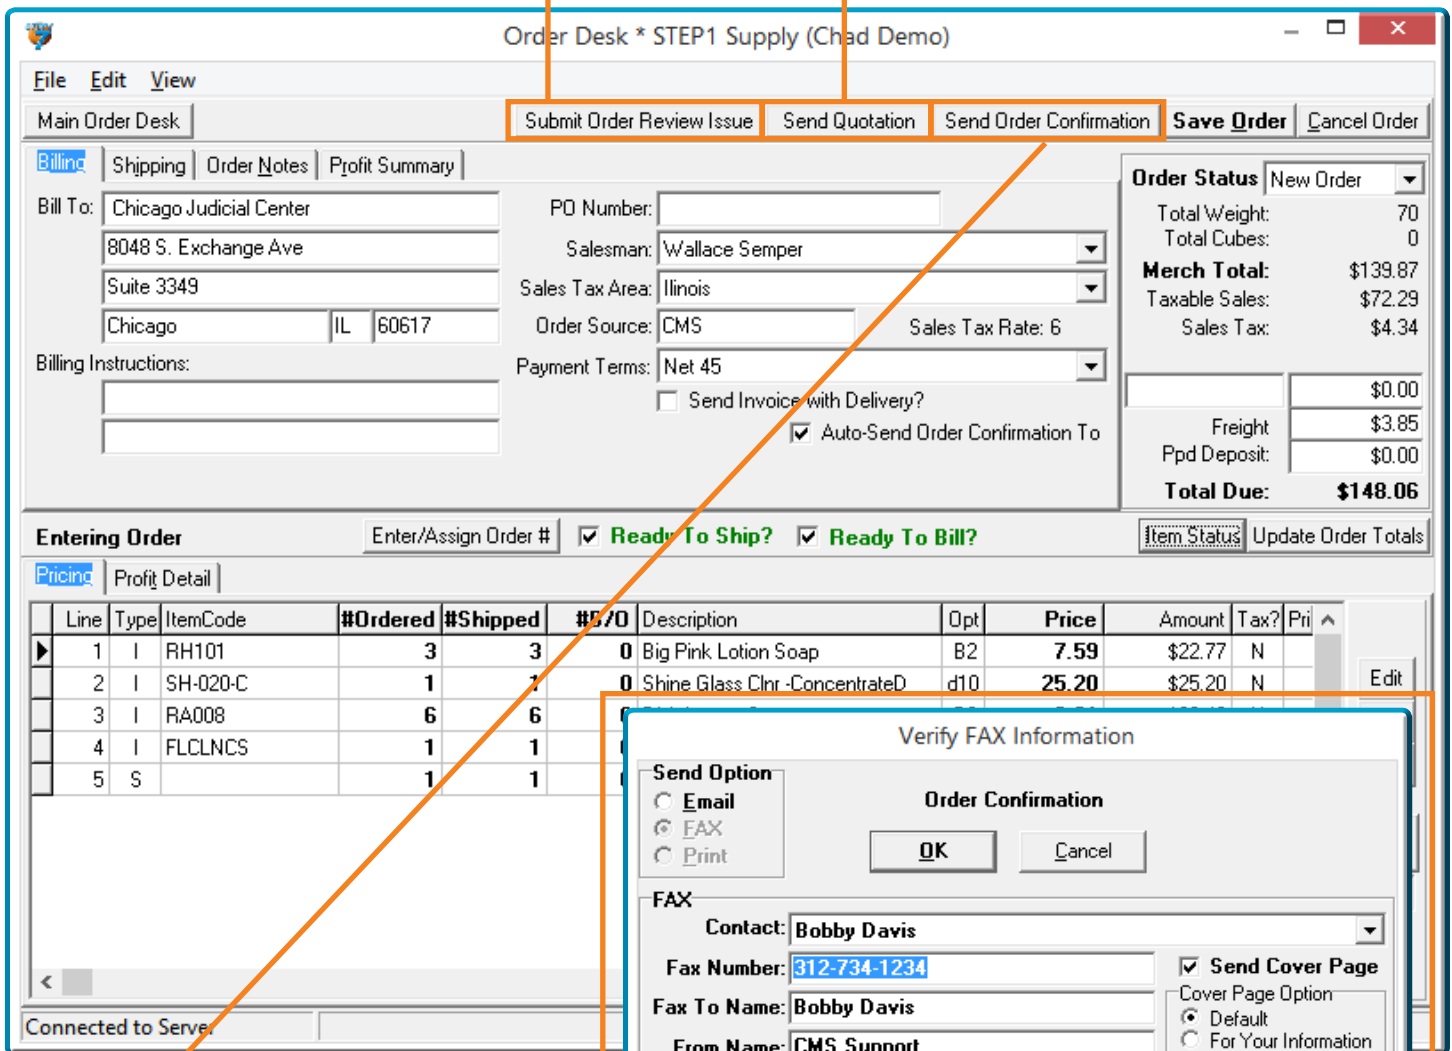 Order Desk * STEP1 Supply (Chad Demo)
File Edit View
Main Order Desk Submit Order Review Issue Send Quotation Send Order Confirmation Save Order Cancel Order
Billing Shipping Order Notes Profit Summary
Order Status New Order
Bill To: Chicago Judicial Center PO Number:
Total Weight: 70
8048 S. Exchange Ave Salesman: Wallace Semper
Total Cubes: 0
Merch Total: $139.87
Suite 3349 Sales Tax Area: Ilinois
Taxable Sales: $72.29
Chicago IL 60617 Order Source: CMS Sales Tax Rate: 6
Sales Tax: $4.34
Billing Instructions: Payment Terms: Net 45
$0.00
Send Invoice with Delivery?
Freight $3.85
Auto-Send Order Confirmation To
Ppd Deposit: $0.00
Total Due: $148.06
Entering Order Enter/Assign Order # Ready To Ship? Ready To Bill? Item Status Update Order Totals
Pricing Profit Detail
Line Type ItemCode #Ordered #Shipped #B/O Description Opt Price Amount Tax? Pri
1 I RH101 3 3 0 Big Pink Lotion Soap B2 7.59 $22.77 N
2 I SH-020-C 1 1 0 Shine Glass Clnr -ConcentrateD d10 25.20 $25.20 N
Edit
3 I RA008 6 6
4 I FLCLNCS 1 1
5 S 1 1
Verify FAX Information
Send Option
Email
FAX
Print
Order Confirmation
OK Cancel
FAX
Contact: Bobby Davis
Fax Number: 312-734-1234 Send Cover Page
Fax To Name: Bobby Davis Cover Page Option
Default
From Name: CMS Support For Your Information
Connected to Server